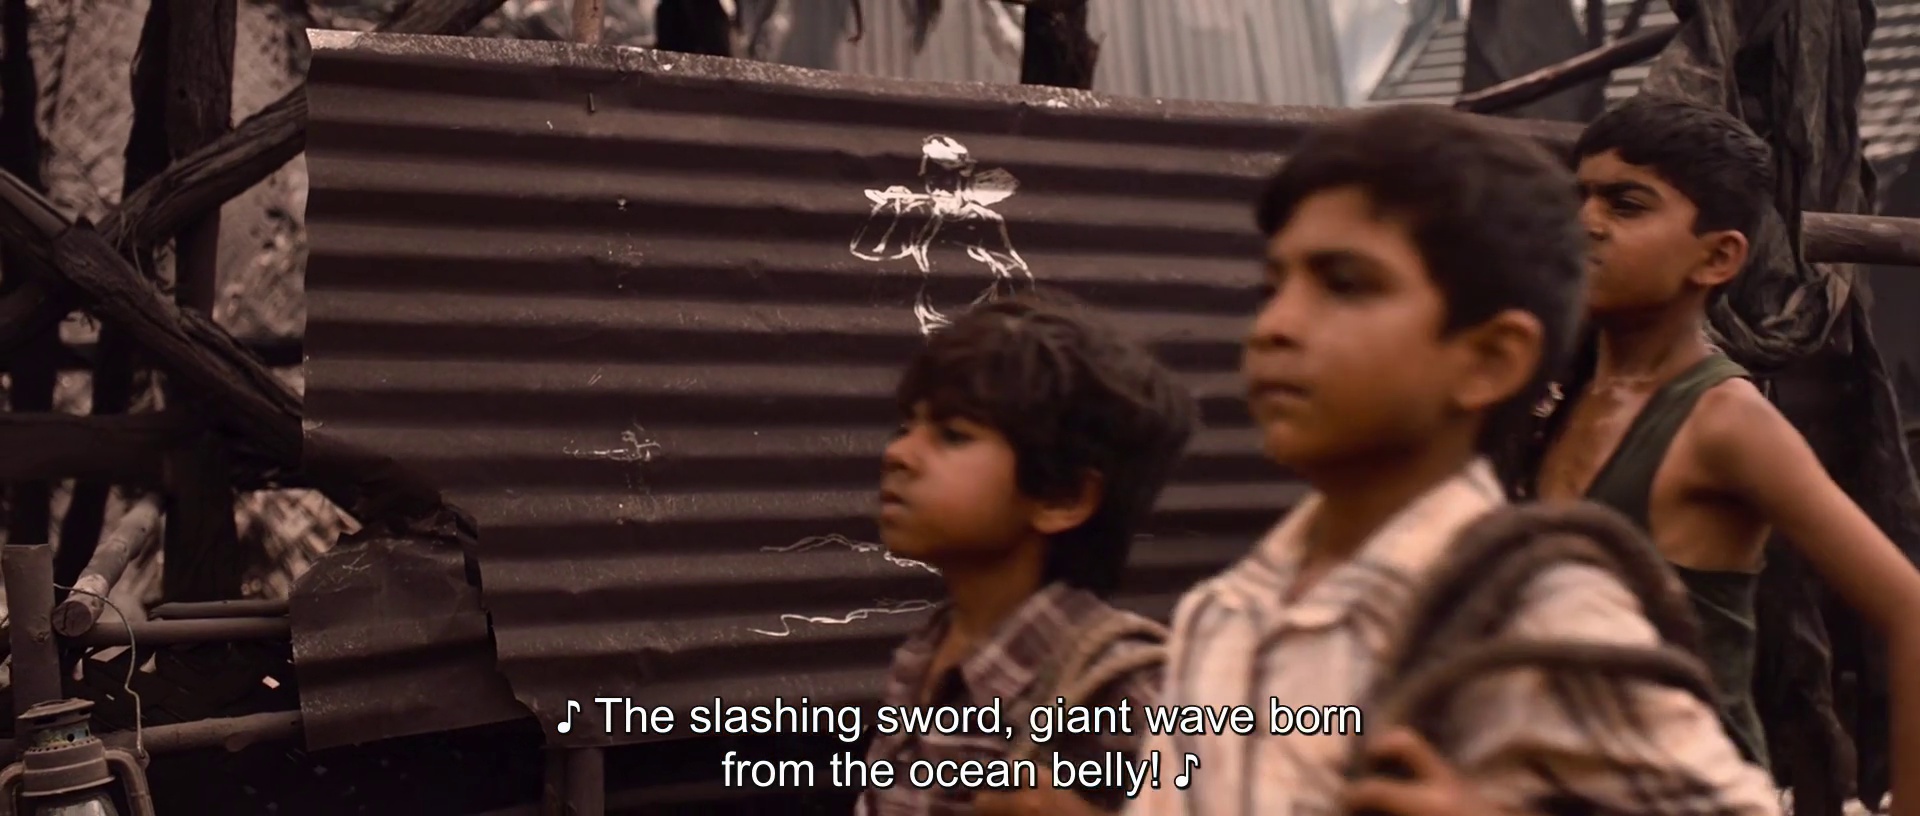 ♪ The slashing sword, giant wave born
from the ocean belly! ♪